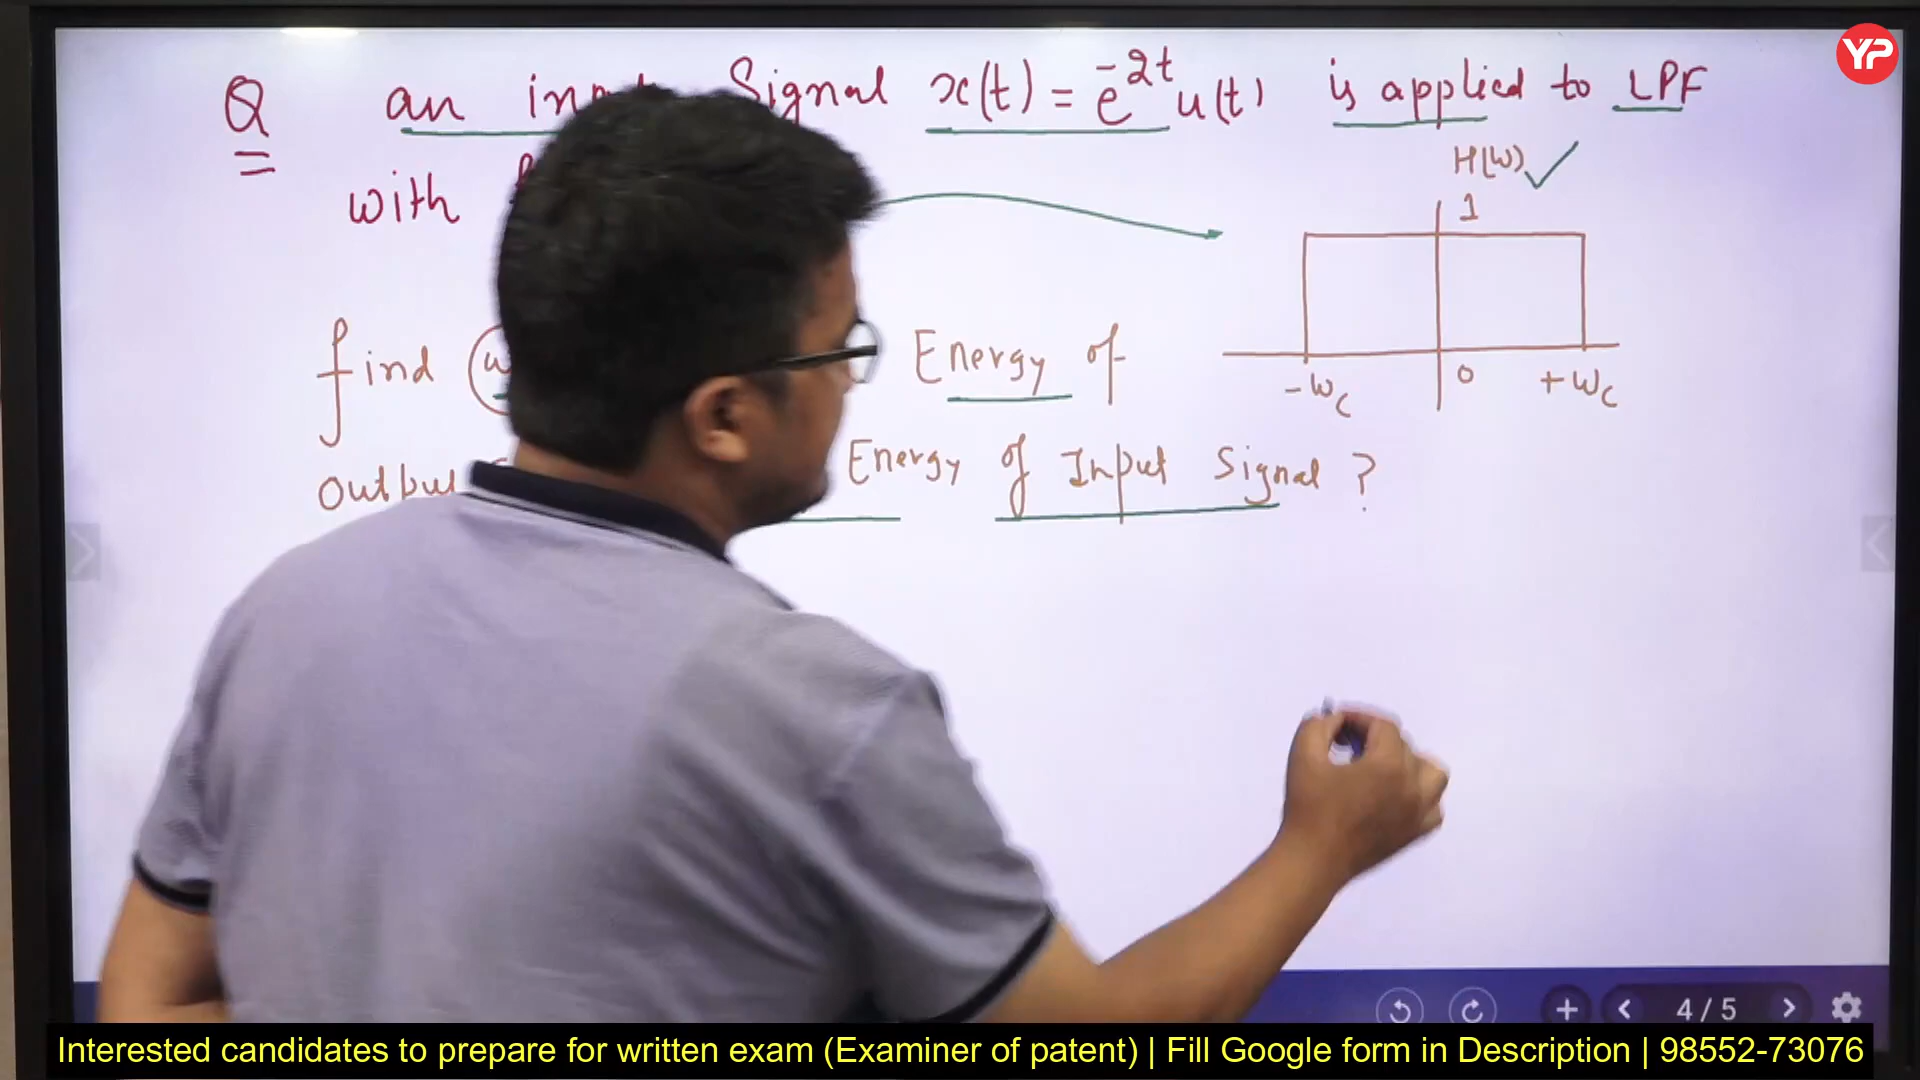 YP
Q an Signal x(t) = e^{-2t} u(t) is applied to LPF
with
H(ω) ✓
1
find Energy of
-ωc 0 +ωc
Energy of Input Signal ?
4 / 5
Interested candidates to prepare for written exam (Examiner of patent) | Fill Google form in Description | 98552-73076